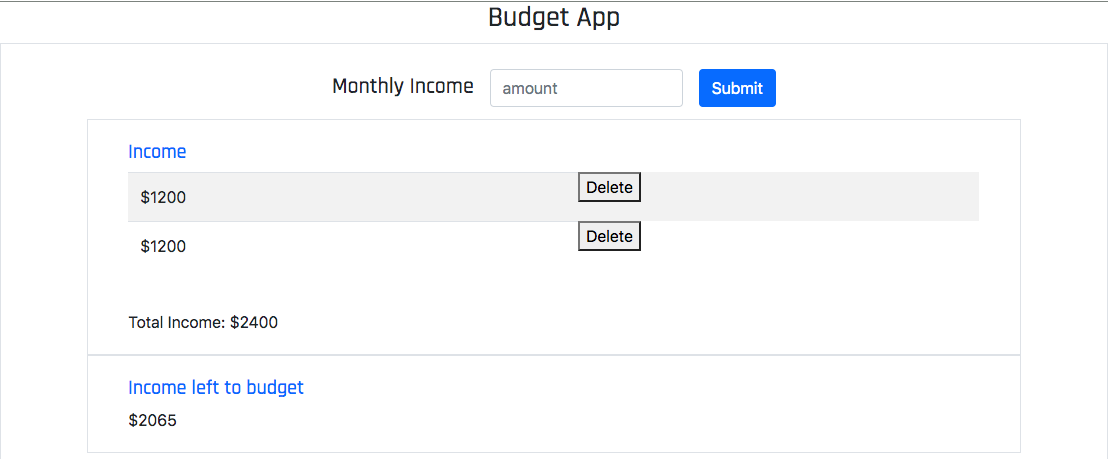 Budget App
Monthly Income amount Submit
Income
$1200 Delete
$1200 Delete
Total Income: $2400
Income left to budget
$2065